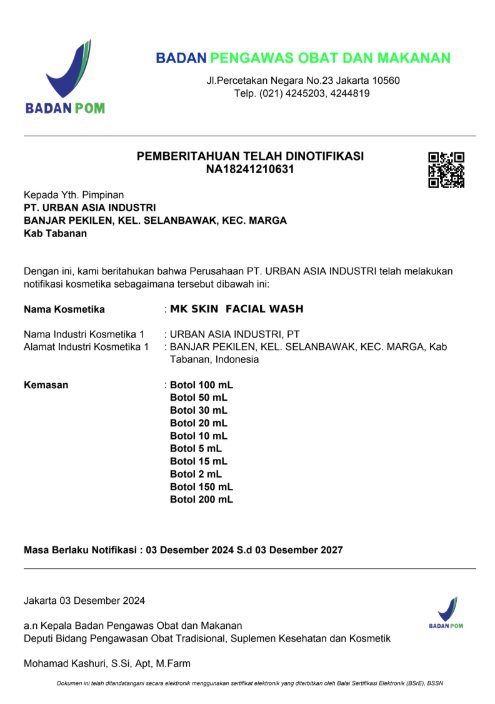 BADAN PENGAWAS OBAT DAN MAKANAN
Jl.Percetakan Negara No.23 Jakarta 10560
Telp. (021) 4245203, 4244819
BADAN POM
PEMBERITAHUAN TELAH DINOTIFIKASI
NA18241210631
Kepada Yth. Pimpinan
PT. URBAN ASIA INDUSTRI
BANJAR PEKILEN, KEL. SELANBAWAK, KEC. MARGA
Kab Tabanan
Dengan ini, kami beritahukan bahwa Perusahaan PT. URBAN ASIA INDUSTRI telah melakukan
notifikasi kosmetika sebagaimana tersebut dibawah ini:
Nama Kosmetika : MK SKIN FACIAL WASH
Nama Industri Kosmetika 1 : URBAN ASIA INDUSTRI, PT
Alamat Industri Kosmetika 1 : BANJAR PEKILEN, KEL. SELANBAWAK, KEC. MARGA, Kab
Tabanan, Indonesia
Kemasan : Botol 100 mL
Botol 50 mL
Botol 30 mL
Botol 20 mL
Botol 10 mL
Botol 5 mL
Botol 15 mL
Botol 2 mL
Botol 150 mL
Botol 200 mL
Masa Berlaku Notifikasi : 03 Desember 2024 S.d 03 Desember 2027
Jakarta 03 Desember 2024
a.n Kepala Badan Pengawas Obat dan Makanan
Deputi Bidang Pengawasan Obat Tradisional, Suplemen Kesehatan dan Kosmetik
BADAN POM
Mohamad Kashuri, S.Si, Apt, M.Farm
Dokumen ini telah ditandatangani secara elektronik menggunakan sertifikat elektronik yang diterbitkan oleh Balai Sertifikasi Elektronik (BSrE), BSSN